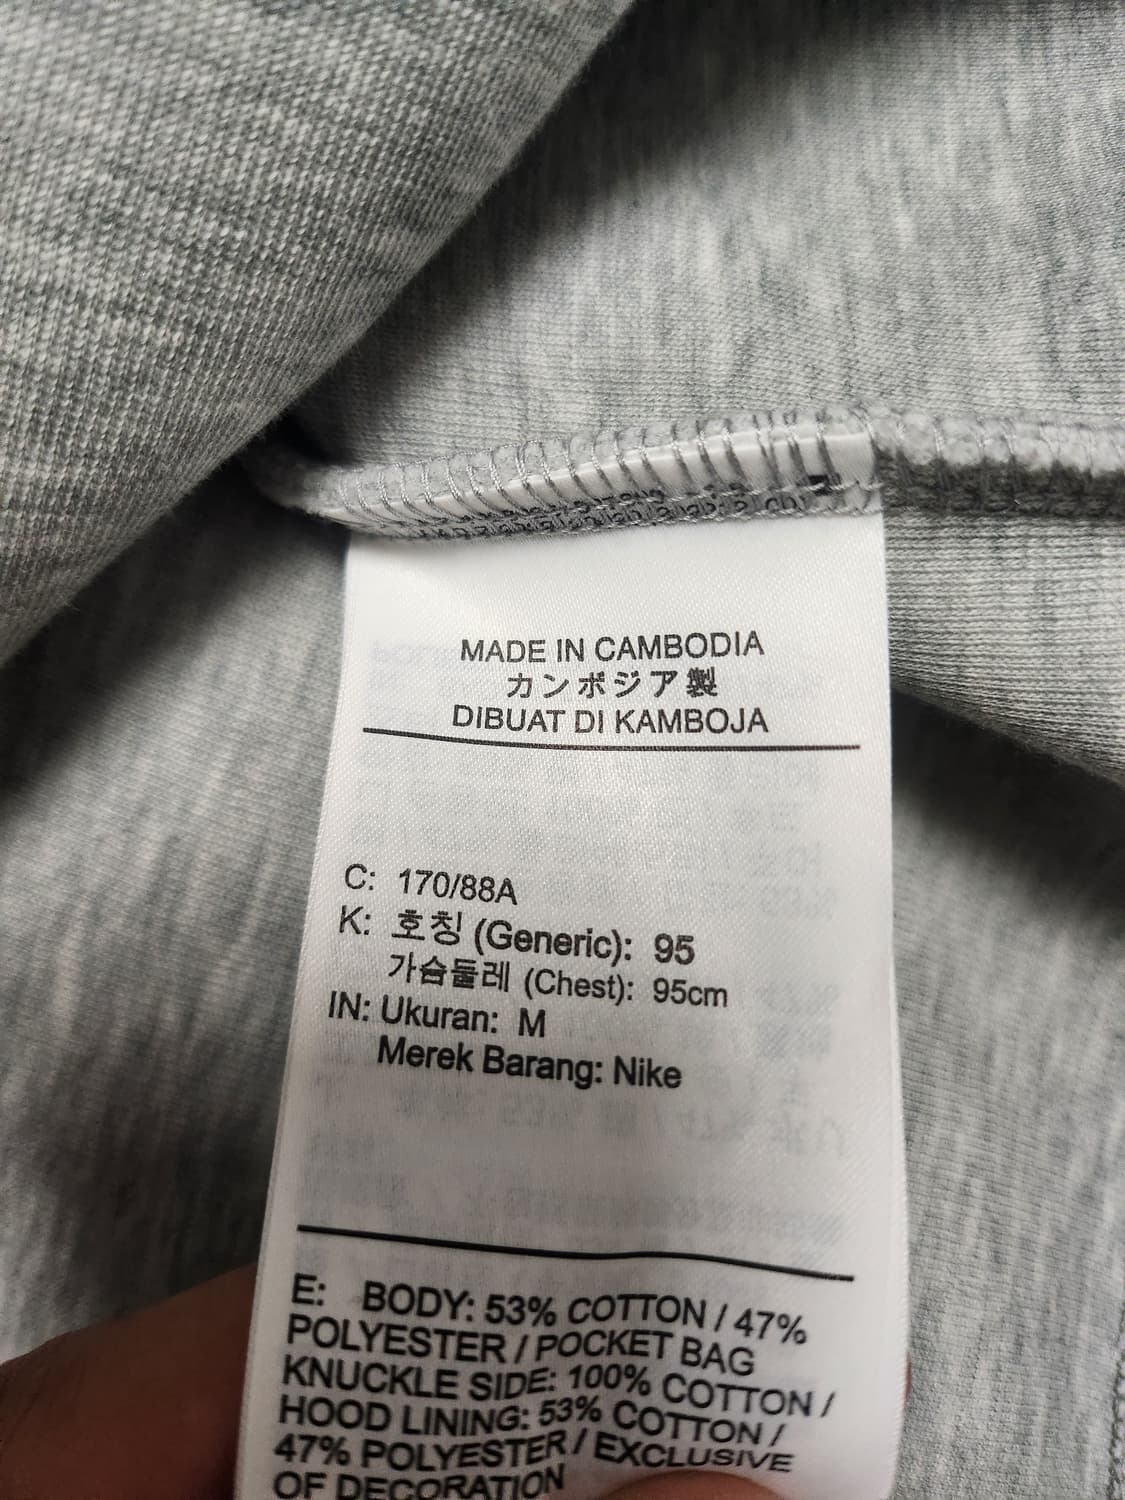 MADE IN CAMBODIA
カンボジア製
DIBUAT DI KAMBOJA
C: 170/88A
K: 호칭 (Generic): 95
가슴둘레 (Chest): 95cm
IN: Ukuran: M
Merek Barang: Nike
E: BODY: 53% COTTON / 47%
POLYESTER / POCKET BAG
KNUCKLE SIDE: 100% COTTON /
HOOD LINING: 53% COTTON /
47% POLYESTER / EXCLUSIVE
OF DECORATION